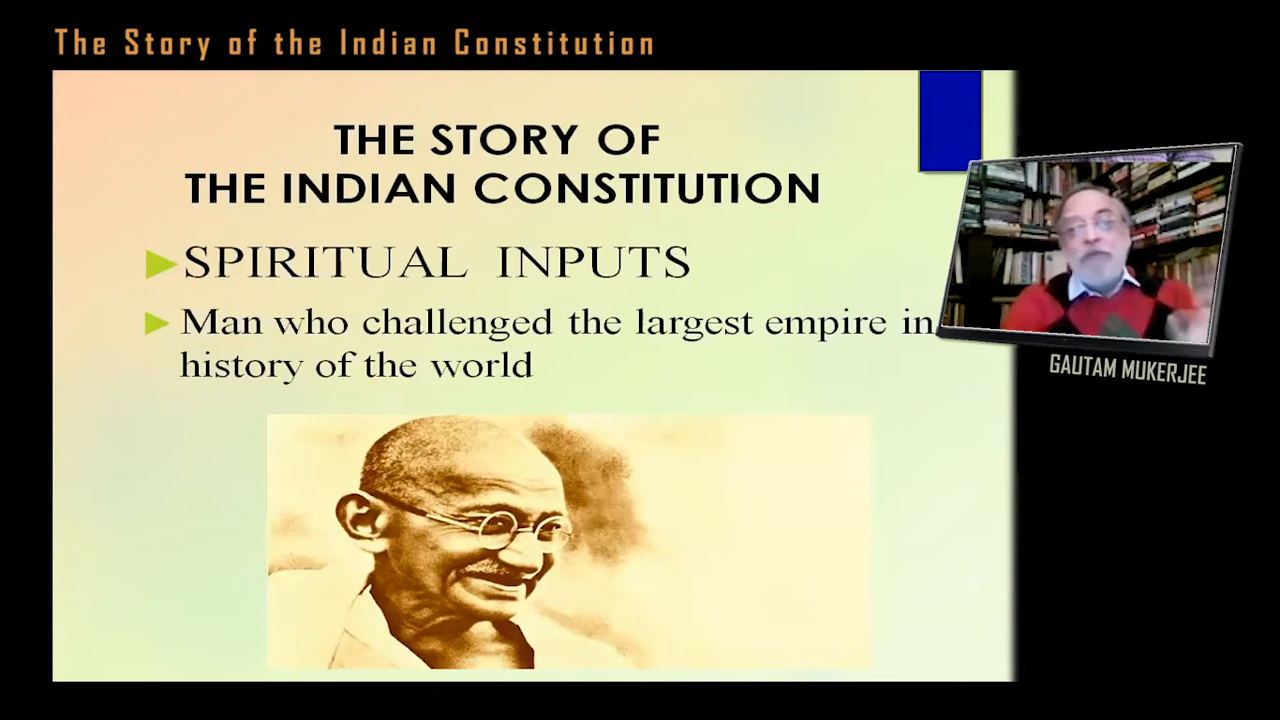 The Story of the Indian Constitution
THE STORY OF
THE INDIAN CONSTITUTION
SPIRITUAL INPUTS
Man who challenged the largest empire in
history of the world
GAUTAM MUKERJEE